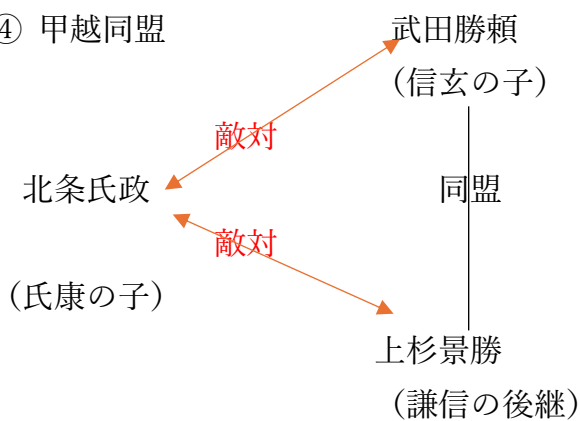 ④ 甲越同盟
武田勝頼
（信玄の子）
敵対
北条氏政
同盟
敵対
（氏康の子）
上杉景勝
（謙信の後継）